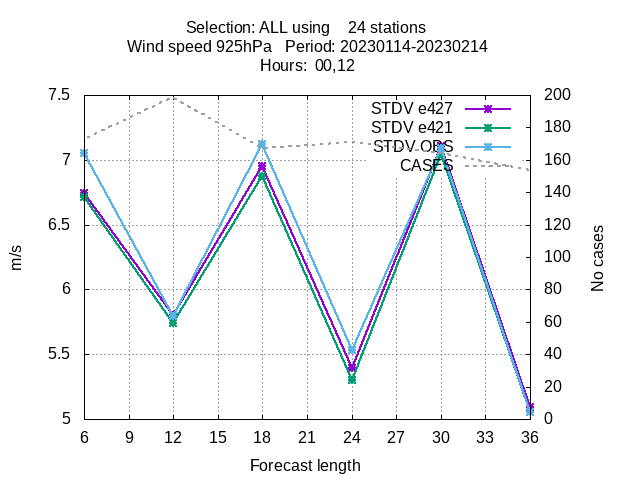 Selection: ALL using 24 stations
Wind speed 925hPa Period: 20230114-20230214
Hours: 00,12
7.5
7
6.5
6
5.5
5
m/s
200
180
160
140
120
100
80
60
40
20
0
No cases
STDV e427
STDV e421
STDV OBS
CASES
6 9 12 15 18 21 24 27 30 33 36
Forecast length